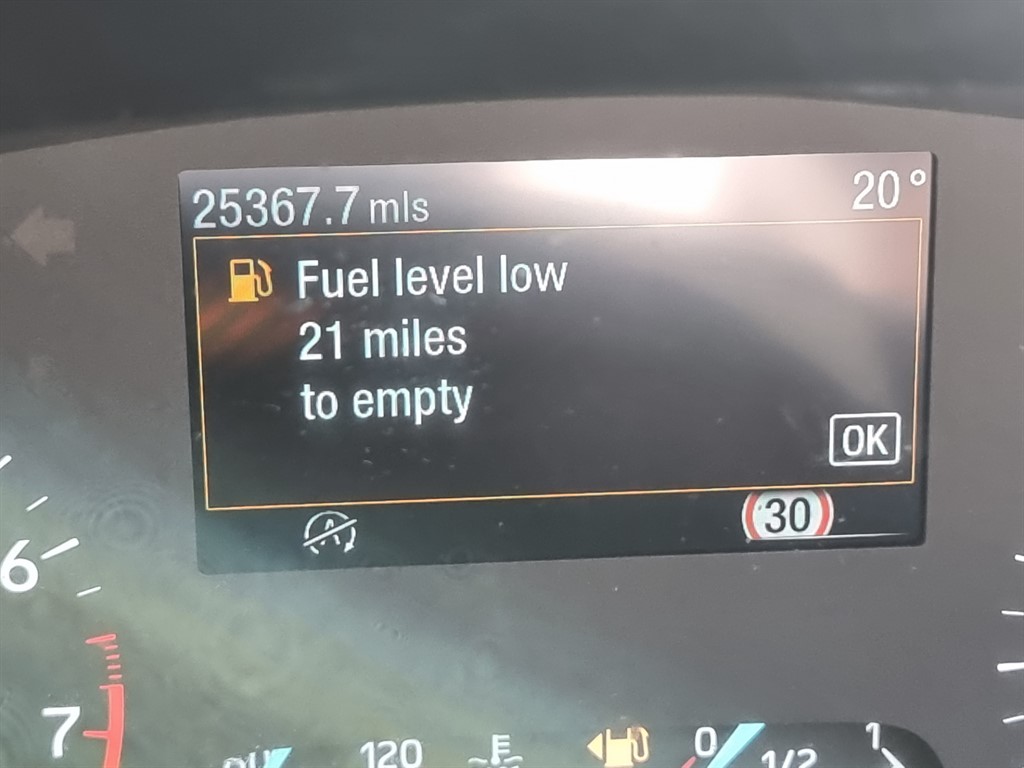 25367.7 mls
20°
Fuel level low
21 miles
to empty
OK
30
6
7
120
0
1/2
1